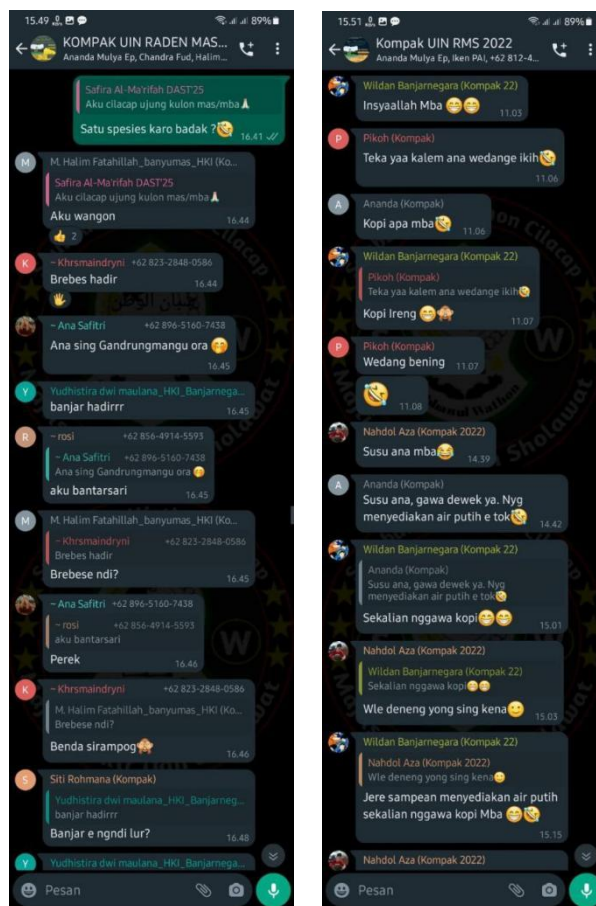 15.49
89%
KOMPAK UIN RADEN MAS...
Ananda Mulya Ep, Chandra Fud, Halim...
Safira Al-Ma'rifah DAST'25
Aku cilacap ujung kulon mas/mba🙏
Satu spesies karo badak ?🤣
16.41
M
M. Halim Fatahillah_banyumas_HKI (Ko...
Safira Al-Ma'rifah DAST'25
Aku cilacap ujung kulon mas/mba🙏
Aku wangon
16.44
👍 2
K
~ Khrsmaindryni +62 823-2848-0586
Brebes hadir
16.44
~ Ana Safitri +62 896-5160-7438
Ana sing Gandrungmangu ora 🤭
16.45
Y
Yudhistira dwi maulana_HKI_Banjarnega...
banjar hadirrr
16.45
R
~ rosi +62 856-4914-5593
~ Ana Safitri +62 896-5160-7438
Ana sing Gandrungmangu ora 🤭
aku bantarsari
16.45
M
M. Halim Fatahillah_banyumas_HKI (Ko...
~ Khrsmaindryni +62 823-2848-0586
Brebes hadir
Brebese ndi?
16.45
~ Ana Safitri +62 896-5160-7438
~ rosi +62 856-4914-5593
aku bantarsari
Perek
16.46
K
~ Khrsmaindryni +62 823-2848-0586
M. Halim Fatahillah_banyumas_HKI (Ko...
Brebese ndi?
Benda sirampog🙈
16.46
S
Siti Rohmana (Kompak)
Yudhistira dwi maulana_HKI_Banjarneg...
banjar hadirrr
Banjar e ngndi lur?
16.48
Y
Yudhistira dwi maulana_HKI_Banjarnega...
Pesan
15.51
89%
Kompak UIN RMS 2022
Ananda Mulya Ep, Iken PAI, +62 812-4...
Wildan Banjarnegara (Kompak 22)
Insyaallah Mba 😁😁
11.03
P
Pikoh (Kompak)
Teka yaa kalem ana wedange ikih🤣
11.06
A
Ananda (Kompak)
Kopi apa mba🤣
11.06
Wildan Banjarnegara (Kompak 22)
Pikoh (Kompak)
Teka yaa kalem ana wedange ikih🤣
Kopi Ireng 😁🙈
11.07
P
Pikoh (Kompak)
Wedang bening
11.07
🤣
11.08
Nahdol Aza (Kompak 2022)
Susu ana mba😂
14.39
A
Ananda (Kompak)
Susu ana, gawa dewek ya. Nyg
menyediakan air putih e tok🤣
14.42
Wildan Banjarnegara (Kompak 22)
Ananda (Kompak)
Susu ana, gawa dewek ya. Nyg
menyediakan air putih e tok🤣
Sekalian nggawa kopi😁😁
15.01
Nahdol Aza (Kompak 2022)
Wildan Banjarnegara (Kompak 22)
Sekalian nggawa kopi😁😁
Wle deneng yong sing kena🙂
15.03
Wildan Banjarnegara (Kompak 22)
Nahdol Aza (Kompak 2022)
Wle deneng yong sing kena🙂
Jere sampean menyediakan air putih
sekalian nggawa kopi Mba 😁🤣
15.15
Nahdol Aza (Kompak 2022)
Pesan